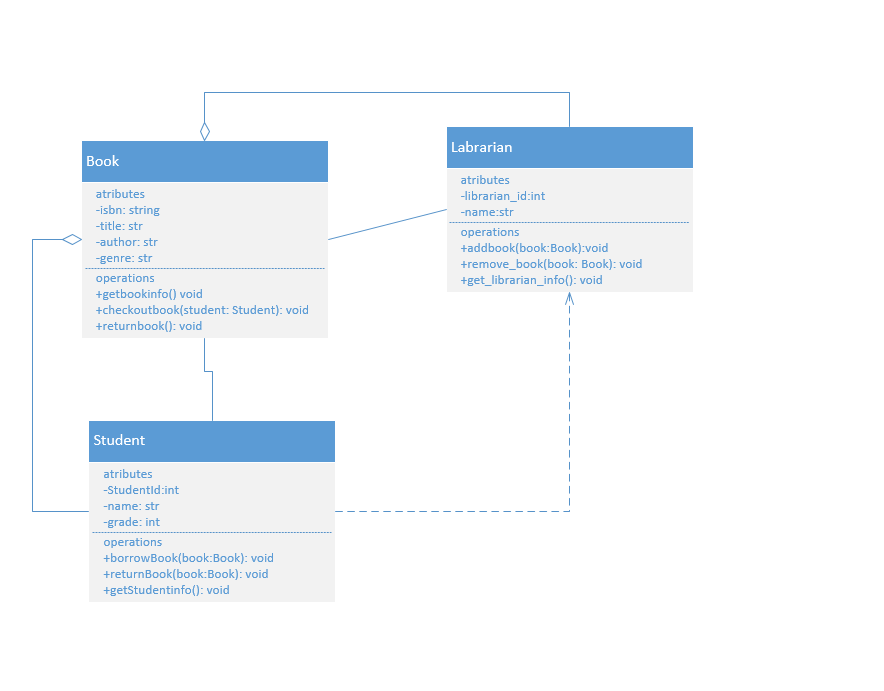 Book
atributes
-isbn: string
-title: str
-author: str
-genre: str
operations
+getbookinfo() void
+checkoutbook(student: Student): void
+returnbook(): void
Labrarian
atributes
-librarian_id:int
-name:str
operations
+addbook(book:Book):void
+remove_book(book: Book): void
+get_librarian_info(): void
Student
atributes
-StudentId:int
-name: str
-grade: int
operations
+borrowBook(book:Book): void
+returnBook(book:Book): void
+getStudentinfo(): void